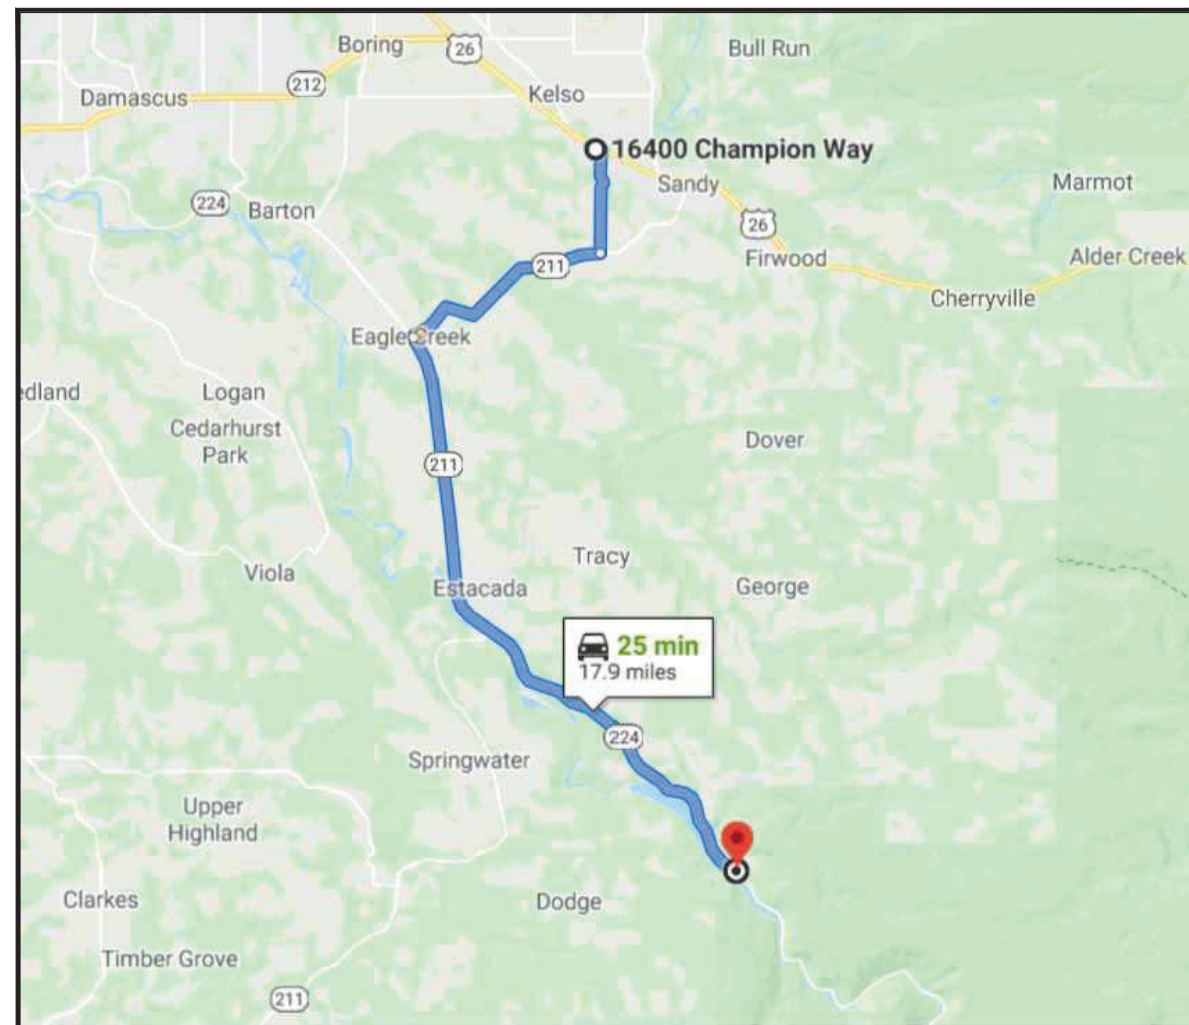 Boring
26
Bull Run
212
Damascus
Kelso
16400 Champion Way
Sandy
Marmot
224
Barton
26
Firwood
Alder Creek
211
Cherryville
Eagle Creek
edland
Logan
Cedarhurst
Park
Dover
211
Viola
Tracy
Estacada
George
25 min
17.9 miles
224
Springwater
Upper
Highland
Clarkes
Dodge
Timber Grove
211